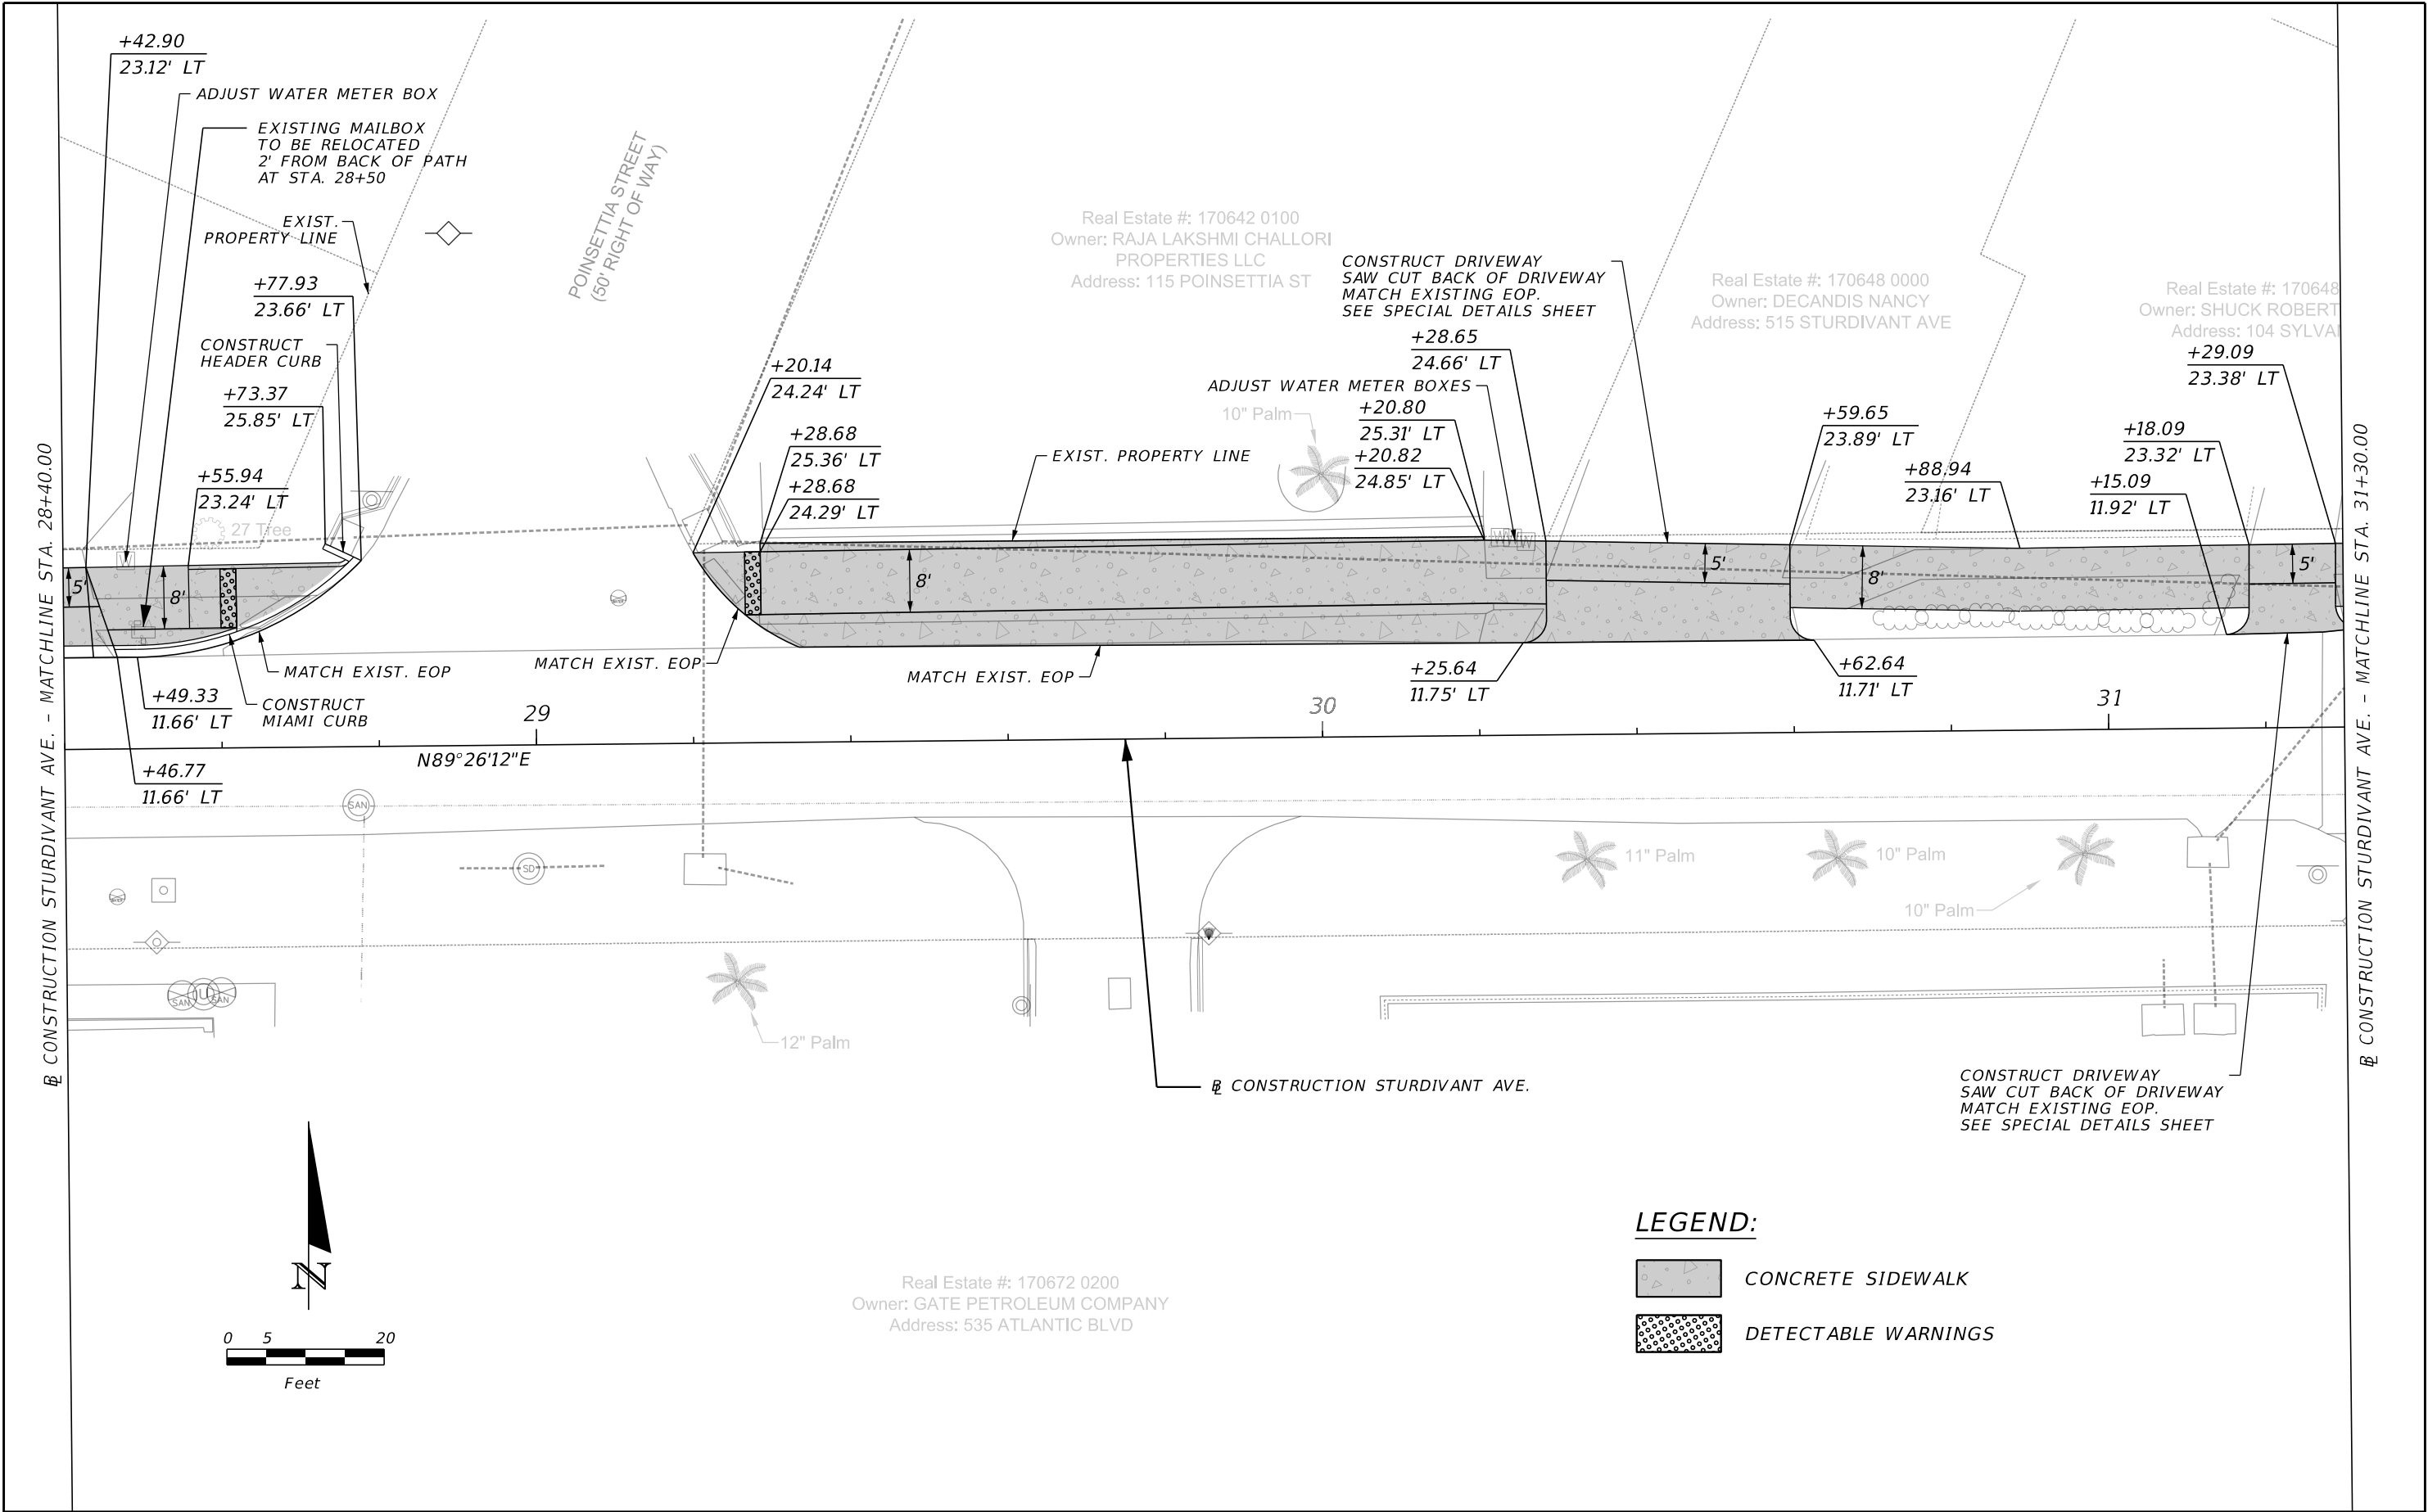 +42.90
23.12' LT
ADJUST WATER METER BOX
EXISTING MAILBOX
TO BE RELOCATED
2' FROM BACK OF PATH
AT STA. 28+50
EXIST.
PROPERTY LINE
+77.93
23.66' LT
CONSTRUCT
HEADER CURB
+73.37
25.85' LT
+55.94
23.24' LT
27 Tree
W
5'
8'
MATCH EXIST. EOP
CONSTRUCT
MIAMI CURB
+49.33
11.66' LT
+46.77
11.66' LT
POINSETTIA STREET
(50' RIGHT OF WAY)
Real Estate #: 170642 0100
Owner: RAJA LAKSHMI CHALLORI
PROPERTIES LLC
Address: 115 POINSETTIA ST
CONSTRUCT DRIVEWAY
SAW CUT BACK OF DRIVEWAY
MATCH EXISTING EOP.
SEE SPECIAL DETAILS SHEET
Real Estate #: 170648 0000
Owner: DECANDIS NANCY
Address: 515 STURDIVANT AVE
Real Estate #: 170648
Owner: SHUCK ROBERT
Address: 104 SYLVA
+20.14
24.24' LT
+28.68
25.36' LT
+28.68
24.29' LT
EXIST. PROPERTY LINE
10" Palm
+28.65
24.66' LT
ADJUST WATER METER BOXES
+20.80
25.31' LT
+20.82
24.85' LT
+59.65
23.89' LT
+88.94
23.16' LT
+18.09
23.32' LT
+15.09
11.92' LT
+29.09
23.38' LT
8'
5'
8'
5'
MATCH EXIST. EOP
MATCH EXIST. EOP
+25.64
11.75' LT
+62.64
11.71' LT
29
30
31
N89°26'12"E
SAN
SD
11" Palm
10" Palm
10" Palm
SAN
U
SAN
12" Palm
℄ CONSTRUCTION STURDIVANT AVE.
CONSTRUCT DRIVEWAY
SAW CUT BACK OF DRIVEWAY
MATCH EXISTING EOP.
SEE SPECIAL DETAILS SHEET
℄ CONSTRUCTION STURDIVANT AVE. - MATCHLINE STA. 28+40.00
℄ CONSTRUCTION STURDIVANT AVE. - MATCHLINE STA. 31+30.00
N
0 5 20
Feet
Real Estate #: 170672 0200
Owner: GATE PETROLEUM COMPANY
Address: 535 ATLANTIC BLVD
LEGEND:
CONCRETE SIDEWALK
DETECTABLE WARNINGS